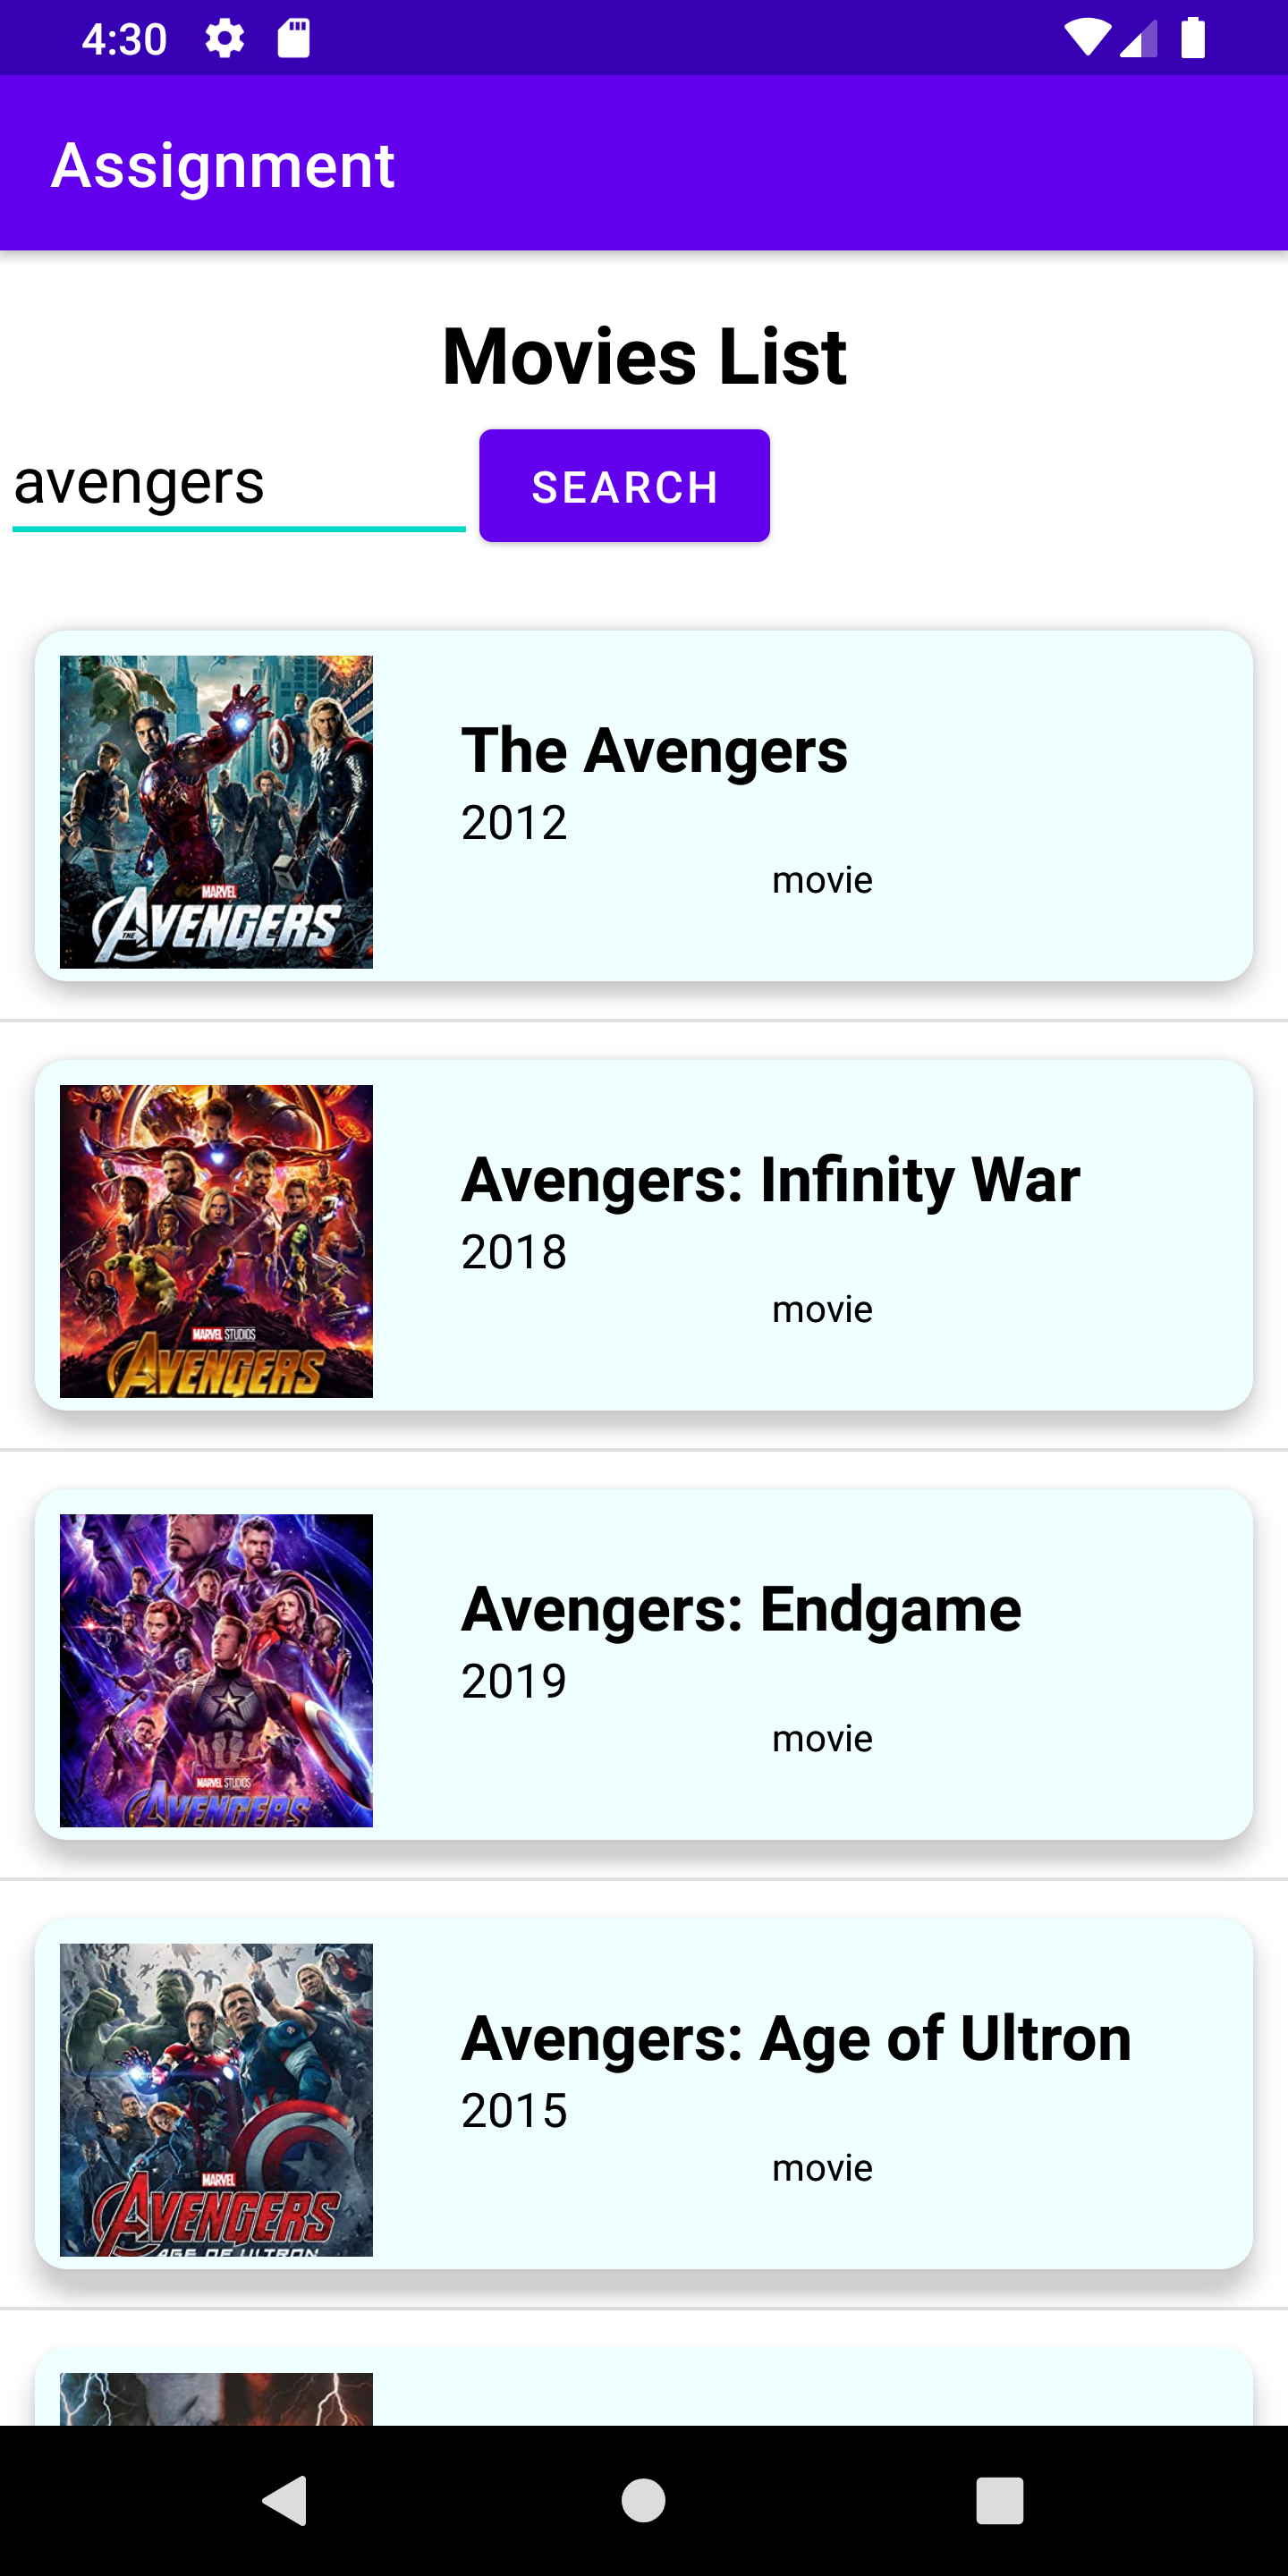 4:30
Assignment
Movies List
avengers
SEARCH
MARVEL
THE AVENGERS
The Avengers
2012
movie
MARVEL STUDIOS
AVENGERS
Avengers: Infinity War
2018
movie
MARVEL STUDIOS
AVENGERS
Avengers: Endgame
2019
movie
MARVEL
AVENGERS
AGE OF ULTRON
Avengers: Age of Ultron
2015
movie